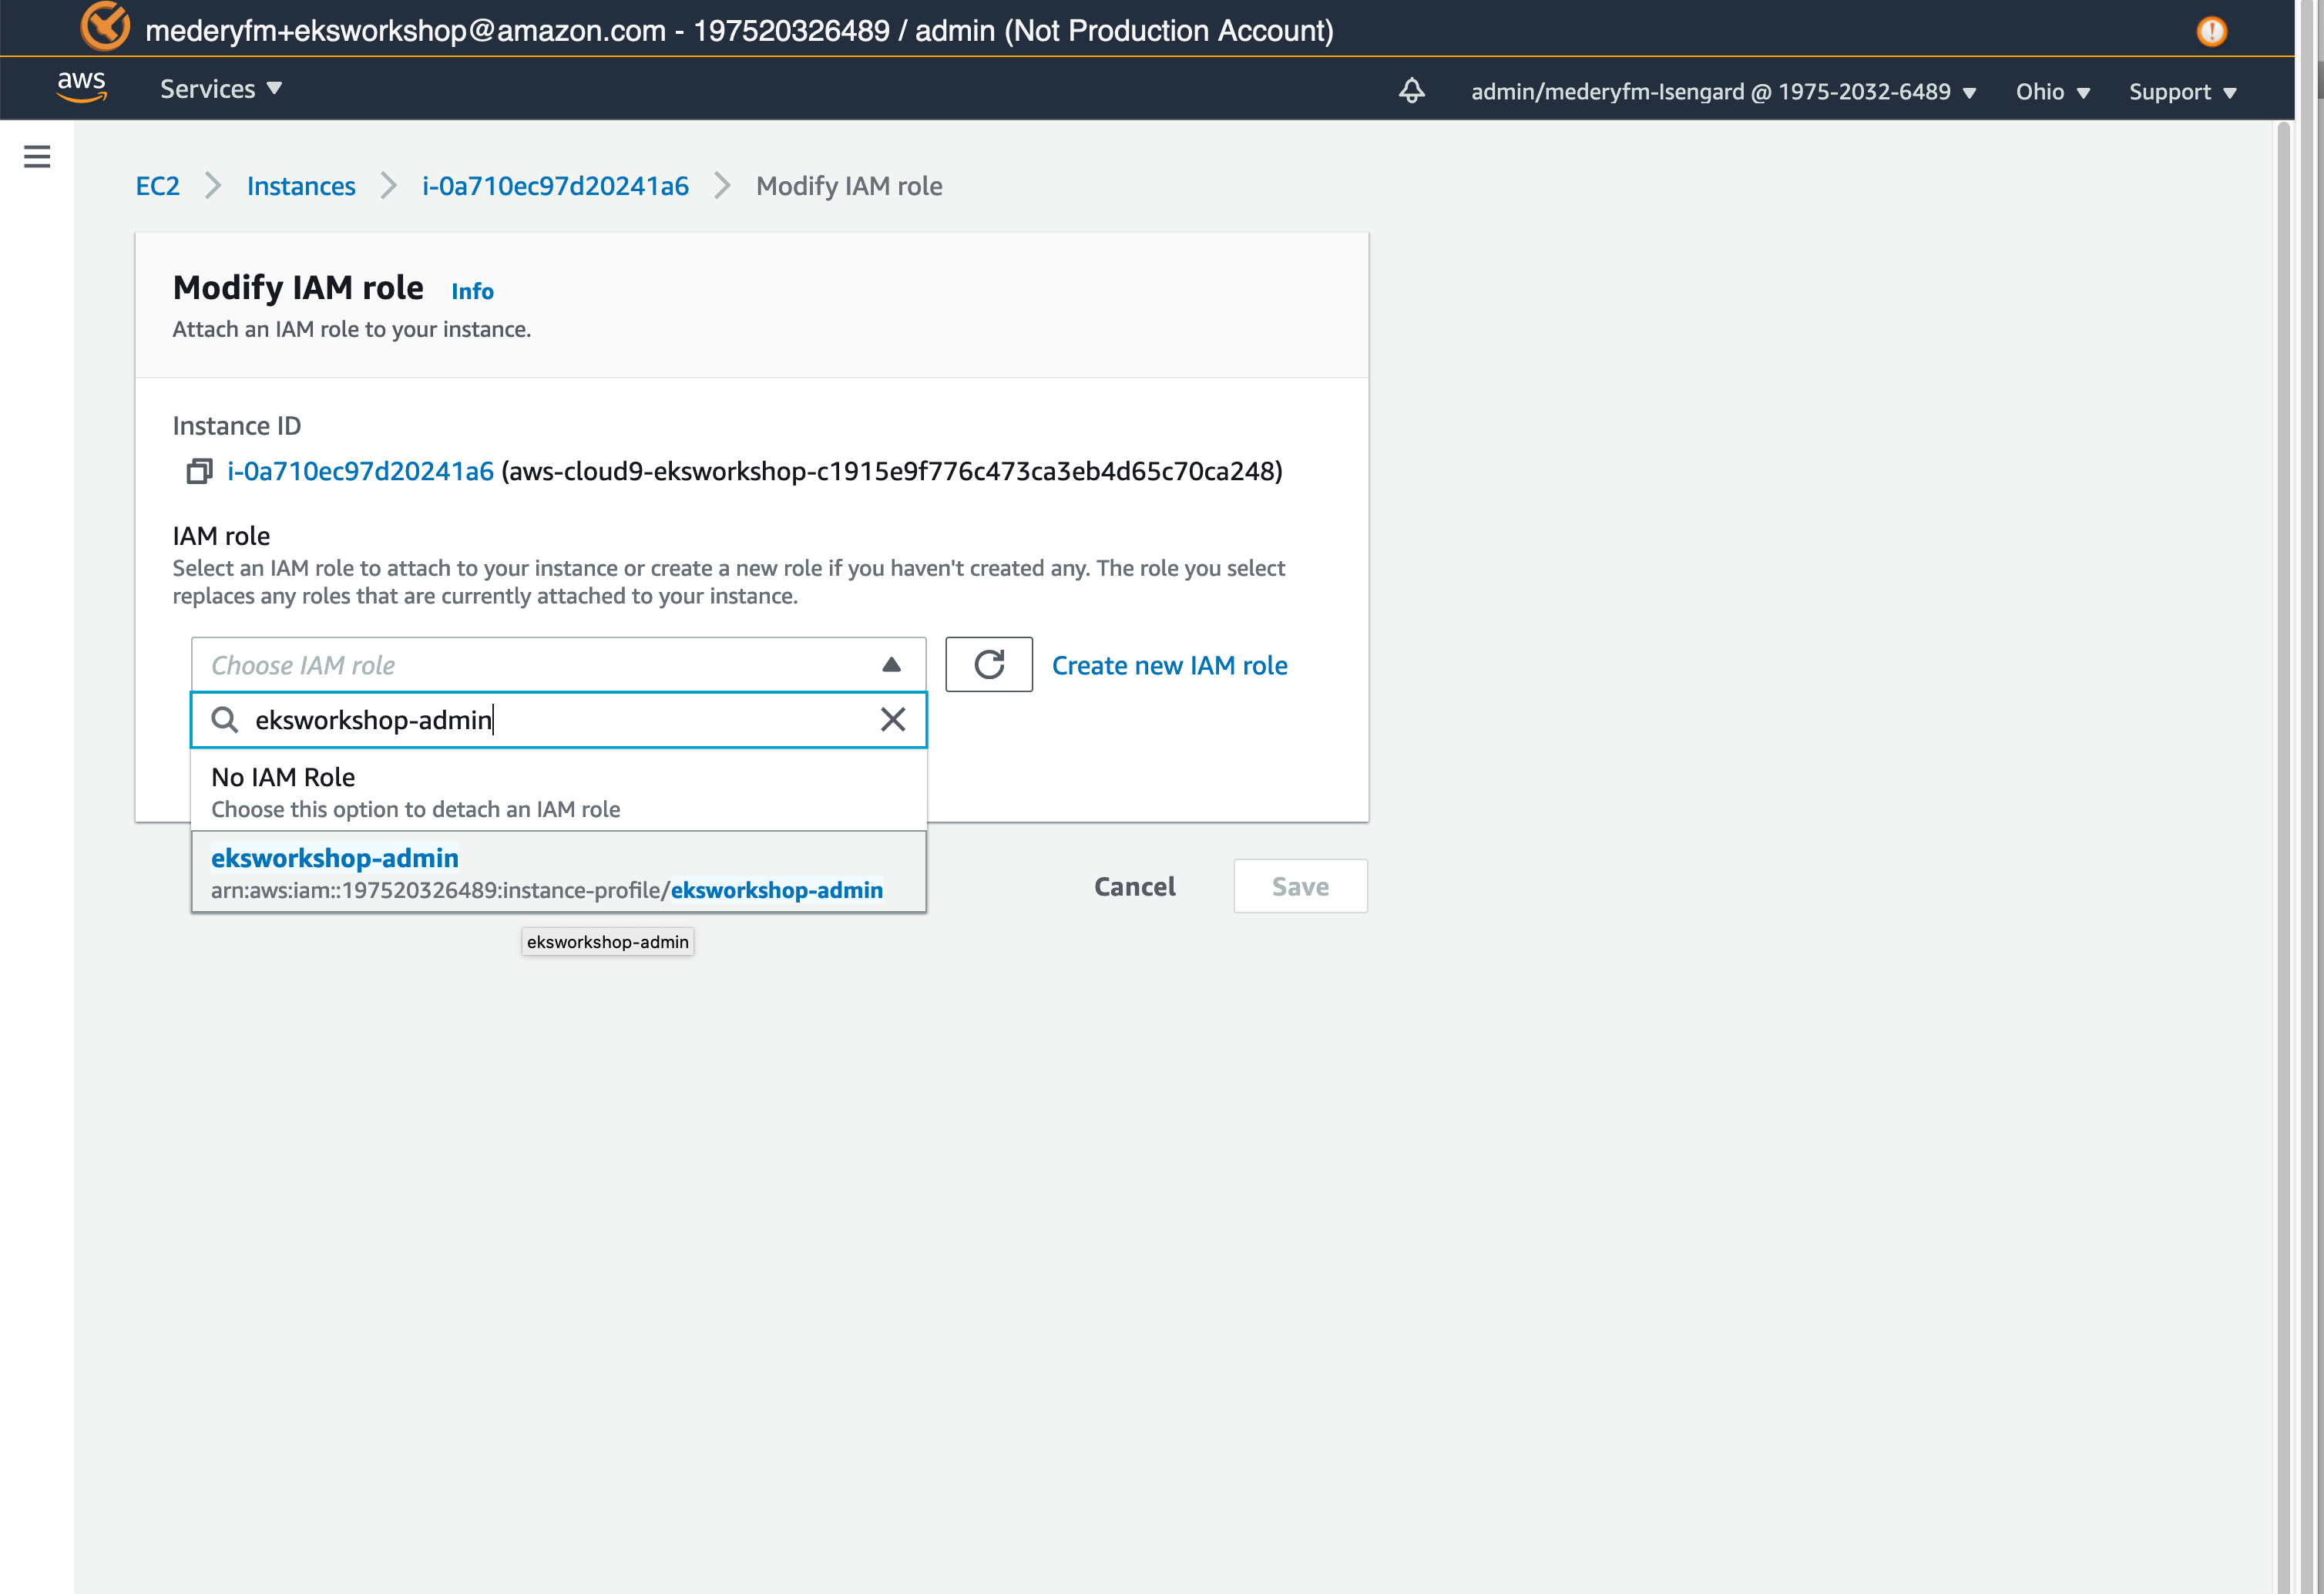 mederyfm+eksworkshop@amazon.com - 197520326489 / admin (Not Production Account)
aws Services ▼ admin/mederyfm-Isengard @ 1975-2032-6489 ▼ Ohio ▼ Support ▼
EC2 > Instances > i-0a710ec97d20241a6 > Modify IAM role
Modify IAM role Info
Attach an IAM role to your instance.
Instance ID
i-0a710ec97d20241a6 (aws-cloud9-eksworkshop-c1915e9f776c473ca3eb4d65c70ca248)
IAM role
Select an IAM role to attach to your instance or create a new role if you haven't created any. The role you select
replaces any roles that are currently attached to your instance.
Choose IAM role ▲ Create new IAM role
eksworkshop-admin
No IAM Role
Choose this option to detach an IAM role
eksworkshop-admin
arn:aws:iam::197520326489:instance-profile/eksworkshop-admin
Cancel Save
eksworkshop-admin